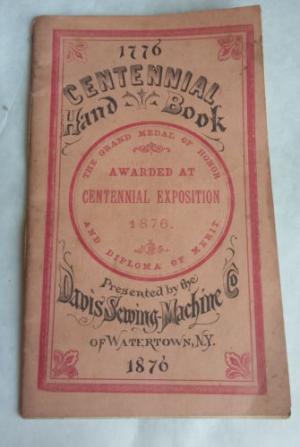 1776
CENTENNIAL
Hand Book
THE GRAND MEDAL OF HONOR
AWARDED AT
CENTENNIAL EXPOSITION
1876.
AND DIPLOMA OF MERIT
Presented by the
Davis Sewing-Machine Co
OF WATERTOWN, N.Y.
1876